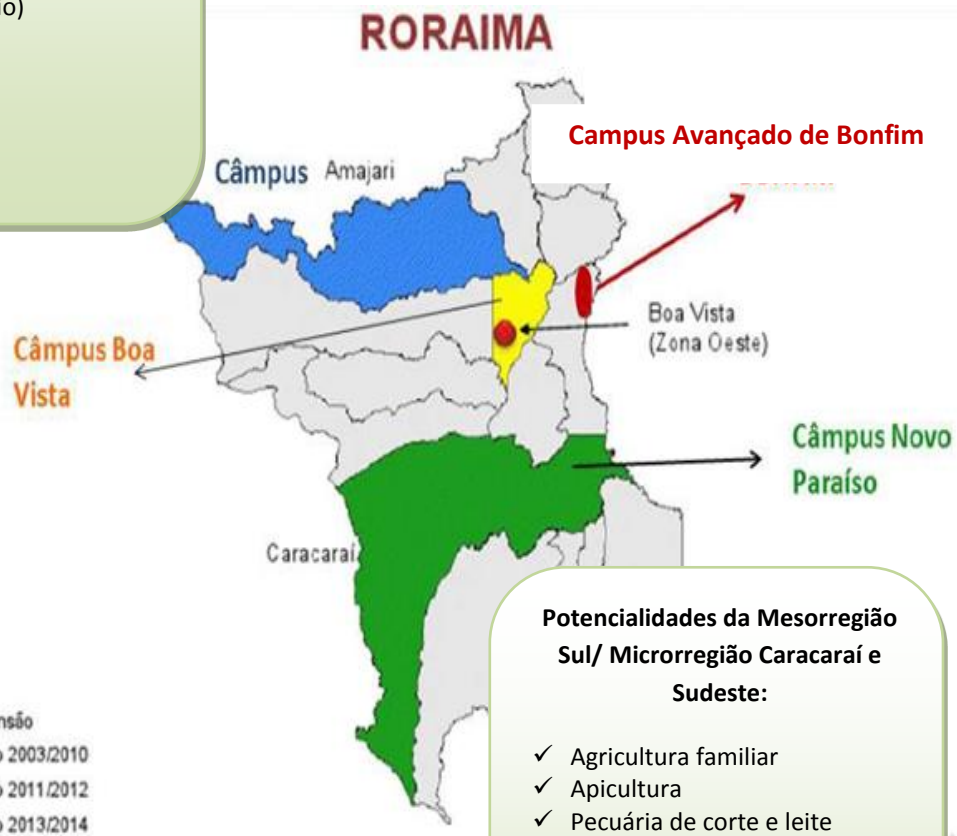 RORAIMA
Campus Avançado de Bonfim
Câmpus Amajari
Boa Vista
(Zona Oeste)
Câmpus Boa
Vista
Câmpus Novo
Paraíso
Caracaraí
Potencialidades da Mesorregião
Sul/ Microrregião Caracaraí e
Sudeste:
✓ Agricultura familiar
✓ Apicultura
✓ Pecuária de corte e leite
2003/2010
2011/2012
2013/2014